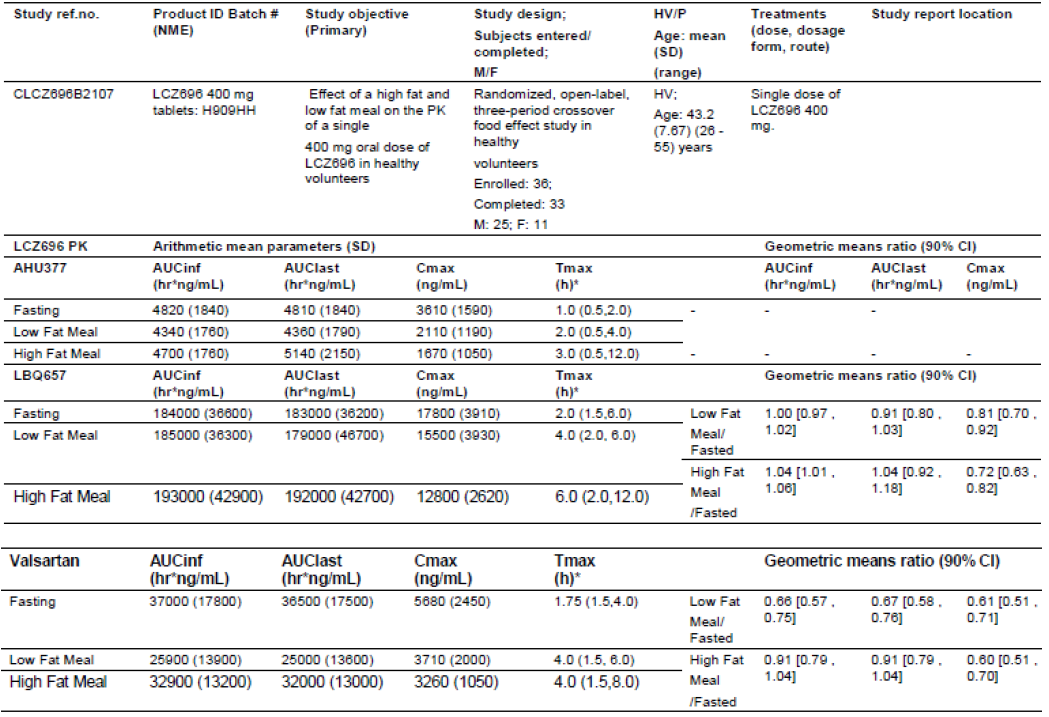 Study ref.no. Product ID Batch # Study objective Study design; HV/P Treatments Study report location
(NME) (Primary) Subjects entered/ Age: mean (dose, dosage
completed; (SD) form, route)
M/F (range)
CLCZ696B2107 LCZ696 400 mg Effect of a high fat and Randomized, open-label, HV; Single dose of
tablets: H909HH low fat meal on the PK three-period crossover Age: 43.2 LCZ696 400
of a single food effect study in (7.67) (26 - mg.
400 mg oral dose of healthy 55) years
LCZ696 in healthy volunteers
volunteers Enrolled: 36;
Completed: 33
M: 25; F: 11
LCZ696 PK Arithmetic mean parameters (SD) Geometric means ratio (90% CI)
AHU377 AUCinf AUClast Cmax Tmax AUCinf AUClast Cmax
(hr*ng/mL) (hr*ng/mL) (ng/mL) (h)* (hr*ng/mL) (hr*ng/mL) (ng/mL)
Fasting 4820 (1840) 4810 (1840) 3610 (1590) 1.0 (0.5,2.0) - - -
Low Fat Meal 4340 (1760) 4360 (1790) 2110 (1190) 2.0 (0.5,4.0)
High Fat Meal 4700 (1760) 5140 (2150) 1670 (1050) 3.0 (0.5,12.0) - - - -
LBQ657 AUCinf AUClast Cmax Tmax Geometric means ratio (90% CI)
(hr*ng/mL) (hr*ng/mL) (ng/mL) (h)*
Fasting 184000 (36600) 183000 (36200) 17800 (3910) 2.0 (1.5,6.0) Low Fat 1.00 [0.97 , 0.91 [0.80 , 0.81 [0.70 ,
Low Fat Meal 185000 (36300) 179000 (46700) 15500 (3930) 4.0 (2.0, 6.0) Meal/ 1.02] 1.03] 0.92]
Fasted
High Fat 1.04 [1.01 , 1.04 [0.92 , 0.72 [0.63 ,
High Fat Meal 193000 (42900) 192000 (42700) 12800 (2620) 6.0 (2.0,12.0) Meal 1.06] 1.18] 0.82]
/Fasted
Valsartan AUCinf AUClast Cmax Tmax Geometric means ratio (90% CI)
(hr*ng/mL) (hr*ng/mL) (ng/mL) (h)*
Fasting 37000 (17800) 36500 (17500) 5680 (2450) 1.75 (1.5,4.0) Low Fat 0.66 [0.57 , 0.67 [0.58 , 0.61 [0.51 ,
Meal/ 0.75] 0.76] 0.71]
Fasted
Low Fat Meal 25900 (13900) 25000 (13600) 3710 (2000) 4.0 (1.5, 6.0) High Fat 0.91 [0.79 , 0.91 [0.79 , 0.60 [0.51 ,
High Fat Meal 32900 (13200) 32000 (13000) 3260 (1050) 4.0 (1.5,8.0) Meal 1.04] 1.04] 0.70]
/Fasted